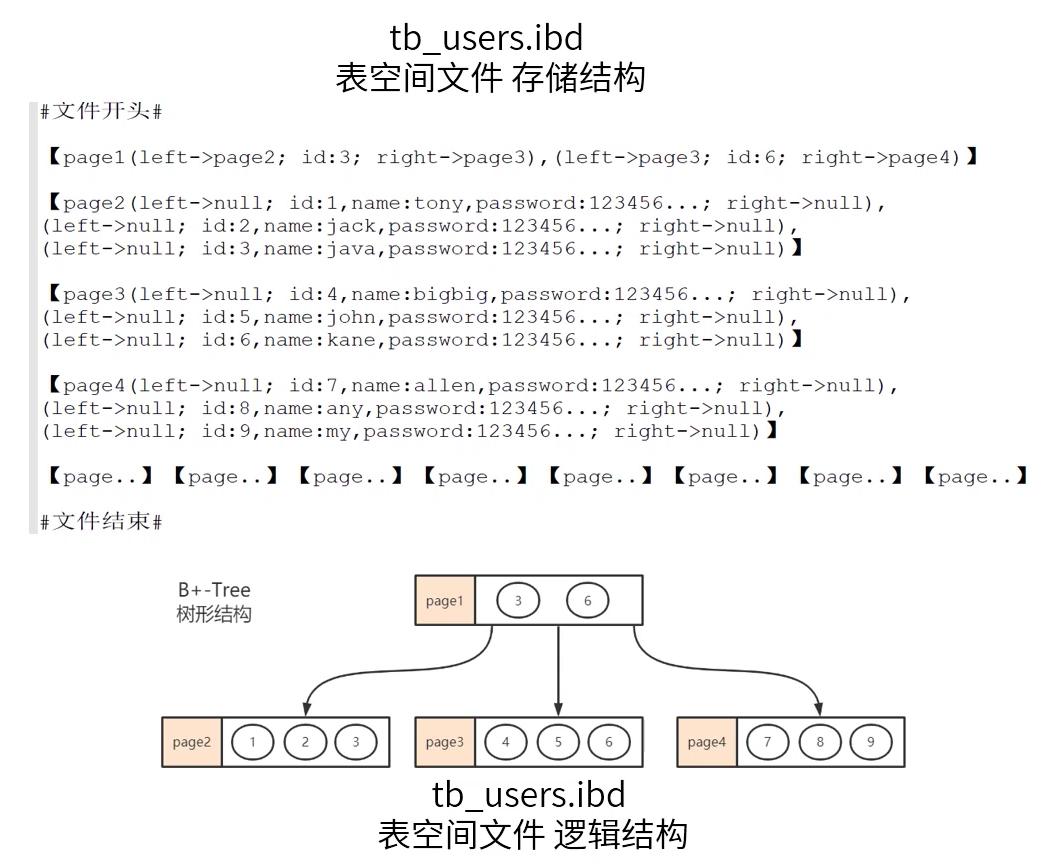 tb_users.ibd
表空间文件 存储结构
#文件开头#
【page1(left->page2; id:3; right->page3),(left->page3; id:6; right->page4)】
【page2(left->null; id:1,name:tony,password:123456...; right->null),
(left->null; id:2,name:jack,password:123456...; right->null),
(left->null; id:3,name:java,password:123456...; right->null)】
【page3(left->null; id:4,name:bigbig,password:123456...; right->null),
(left->null; id:5,name:john,password:123456...; right->null),
(left->null; id:6,name:kane,password:123456...; right->null)】
【page4(left->null; id:7,name:allen,password:123456...; right->null),
(left->null; id:8,name:any,password:123456...; right->null),
(left->null; id:9,name:my,password:123456...; right->null)】
【page..】【page..】【page..】【page..】【page..】【page..】【page..】【page..】
#文件结束#
B+-Tree
树形结构
page1 3 6
page2 1 2 3 page3 4 5 6 page4 7 8 9
tb_users.ibd
表空间文件 逻辑结构